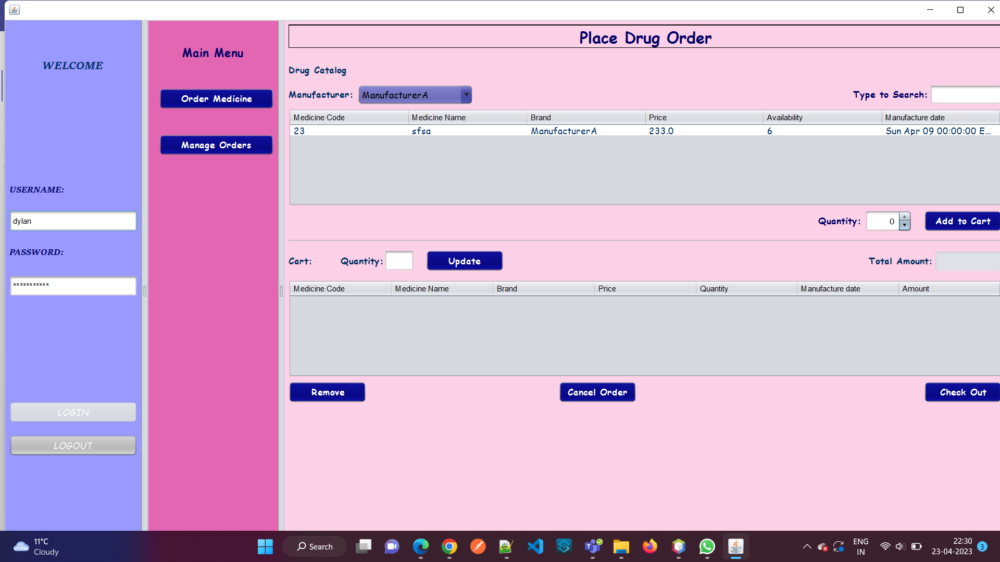 WELCOME
USERNAME:
dylan
PASSWORD:
***********
LOGIN
LOGOUT
Main Menu
Order Medicine
Manage Orders
Place Drug Order
Drug Catalog
Manufacturer: ManufacturerA Type to Search:
Medicine Code Medicine Name Brand Price Availability Manufacture date
23 sfsa ManufacturerA 233.0 6 Sun Apr 09 00:00:00 E...
Quantity: 0 Add to Cart
Cart: Quantity: Update Total Amount:
Medicine Code Medicine Name Brand Price Quantity Manufacture date Amount
Remove Cancel Order Check Out
11°C
Cloudy
Search
ENG
IN
22:30
23-04-2023
3